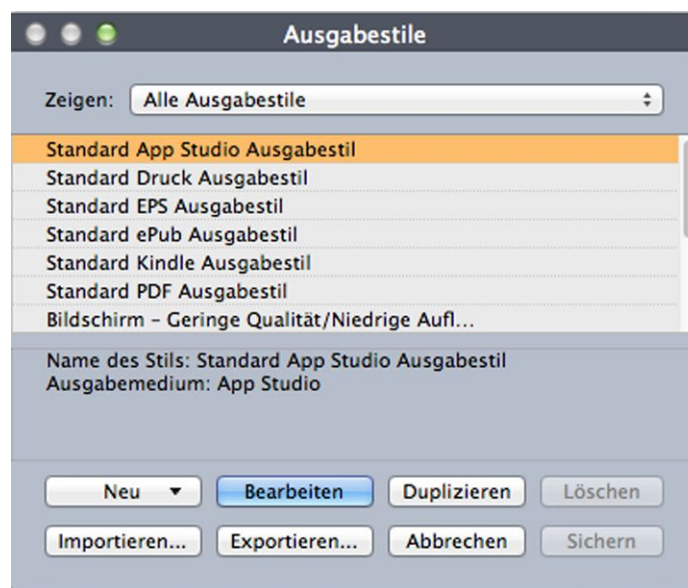 Ausgabestile
Zeigen: Alle Ausgabestile
Standard App Studio Ausgabestil
Standard Druck Ausgabestil
Standard EPS Ausgabestil
Standard ePub Ausgabestil
Standard Kindle Ausgabestil
Standard PDF Ausgabestil
Bildschirm – Geringe Qualität/Niedrige Aufl...
Name des Stils: Standard App Studio Ausgabestil
Ausgabemedium: App Studio
Neu Bearbeiten Duplizieren Löschen
Importieren... Exportieren... Abbrechen Sichern